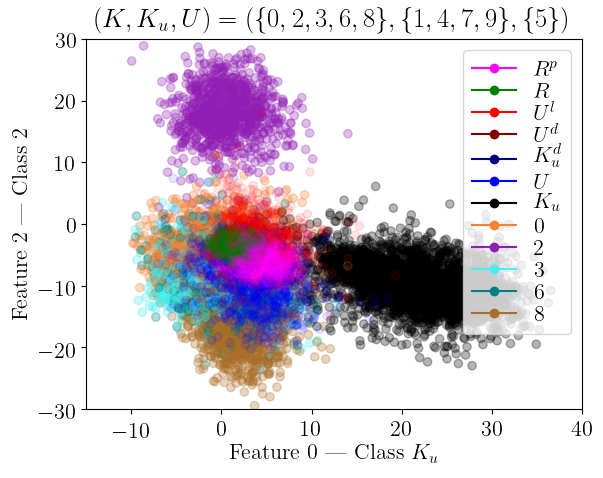 (K, K_u, U) = ({0, 2, 3, 6, 8}, {1, 4, 7, 9}, {5})
30
20
10
0
−10
−20
−30
Feature 2 — Class 2
−10 0 10 20 30 40
Feature 0 — Class K_u
R^p
R
U^l
U^d
K_u^d
U
K_u
0
2
3
6
8